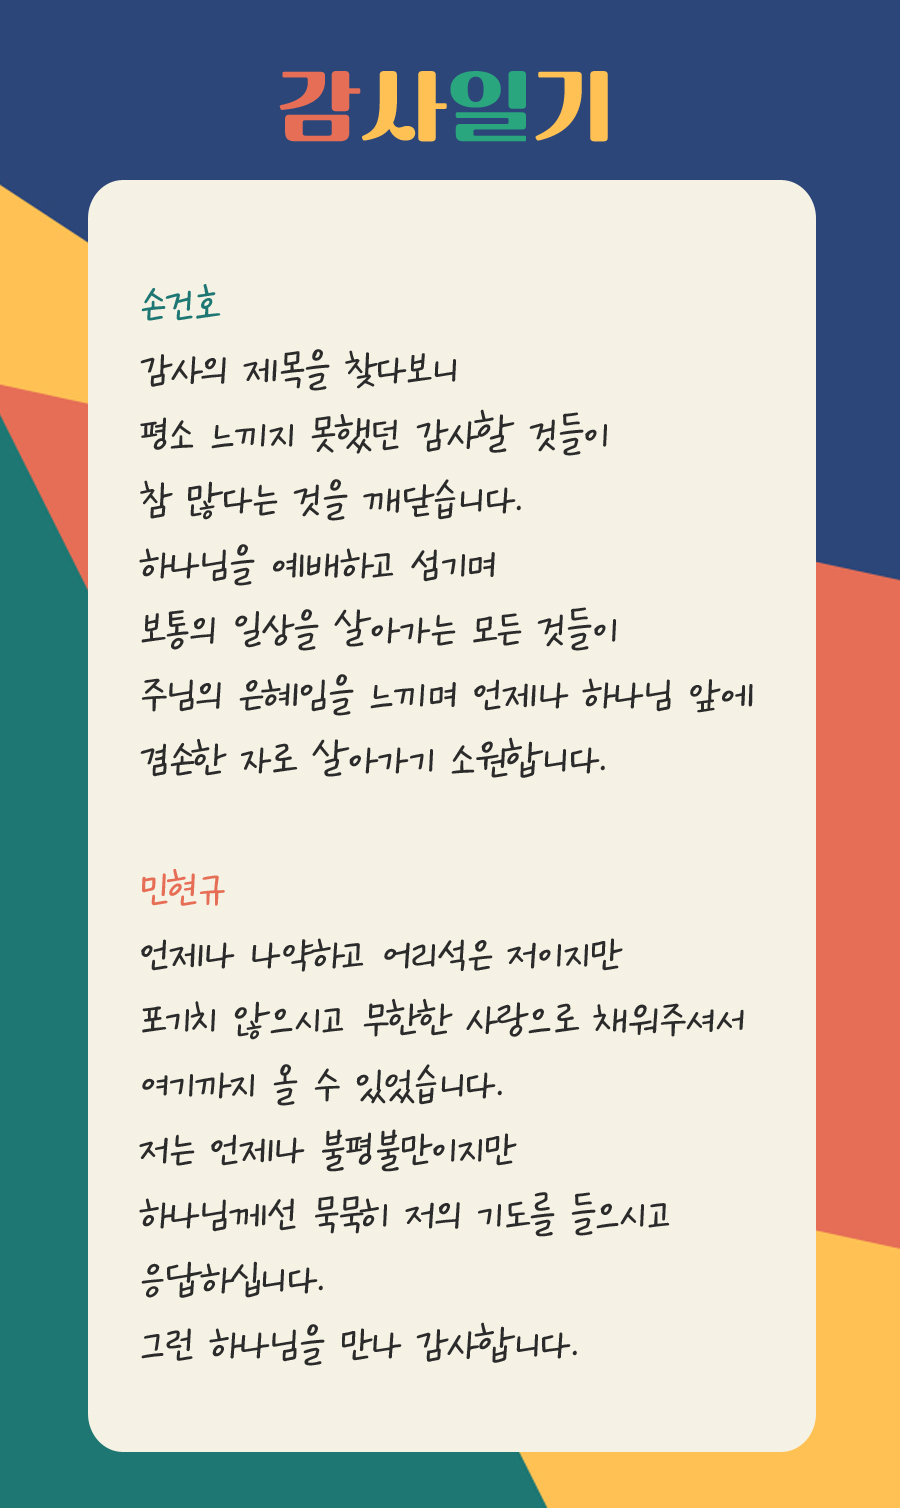 감사일기
손건호
감사의 제목을 찾다보니
평소 느끼지 못했던 감사할 것들이
참 많다는 것을 깨닫습니다.
하나님을 예배하고 섬기며
보통의 일상을 살아가는 모든 것들이
주님의 은혜임을 느끼며 언제나 하나님 앞에
겸손한 자로 살아가기 소원합니다.
민현규
언제나 나약하고 어리석은 저이지만
포기치 않으시고 무한한 사랑으로 채워주셔서
여기까지 올 수 있었습니다.
저는 언제나 불평불만이지만
하나님께선 묵묵히 저의 기도를 들으시고
응답하십니다.
그런 하나님을 만나 감사합니다.